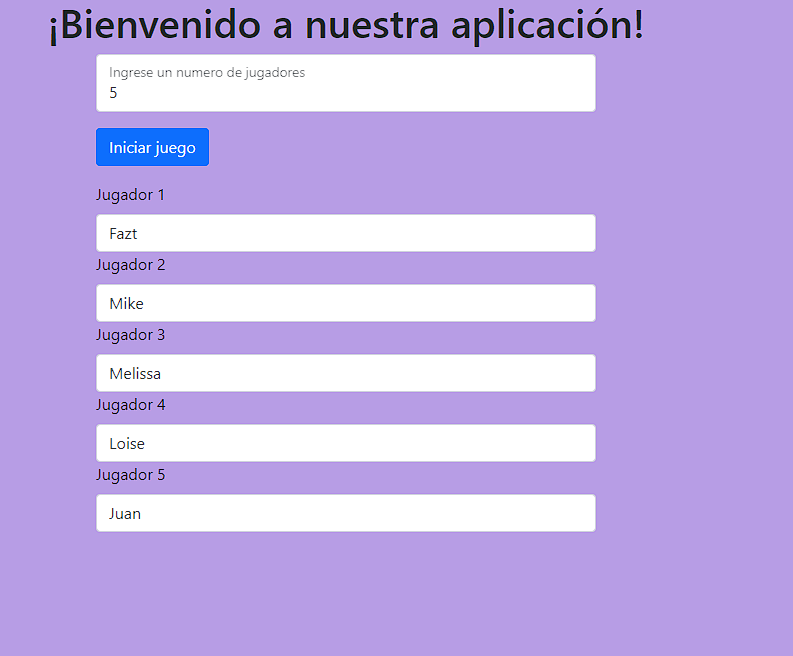 ¡Bienvenido a nuestra aplicación!
Ingrese un numero de jugadores
5
Iniciar juego
Jugador 1
Fazt
Jugador 2
Mike
Jugador 3
Melissa
Jugador 4
Loise
Jugador 5
Juan